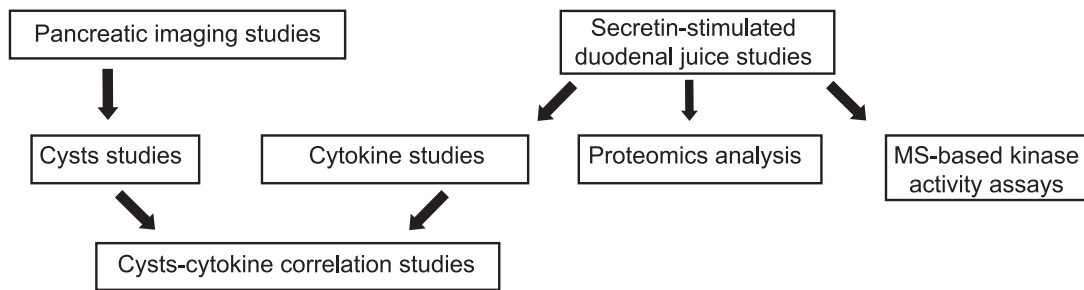 Pancreatic imaging studies
Secretin-stimulated
duodenal juice studies
Cysts studies
Cytokine studies
Proteomics analysis
MS-based kinase
activity assays
Cysts-cytokine correlation studies